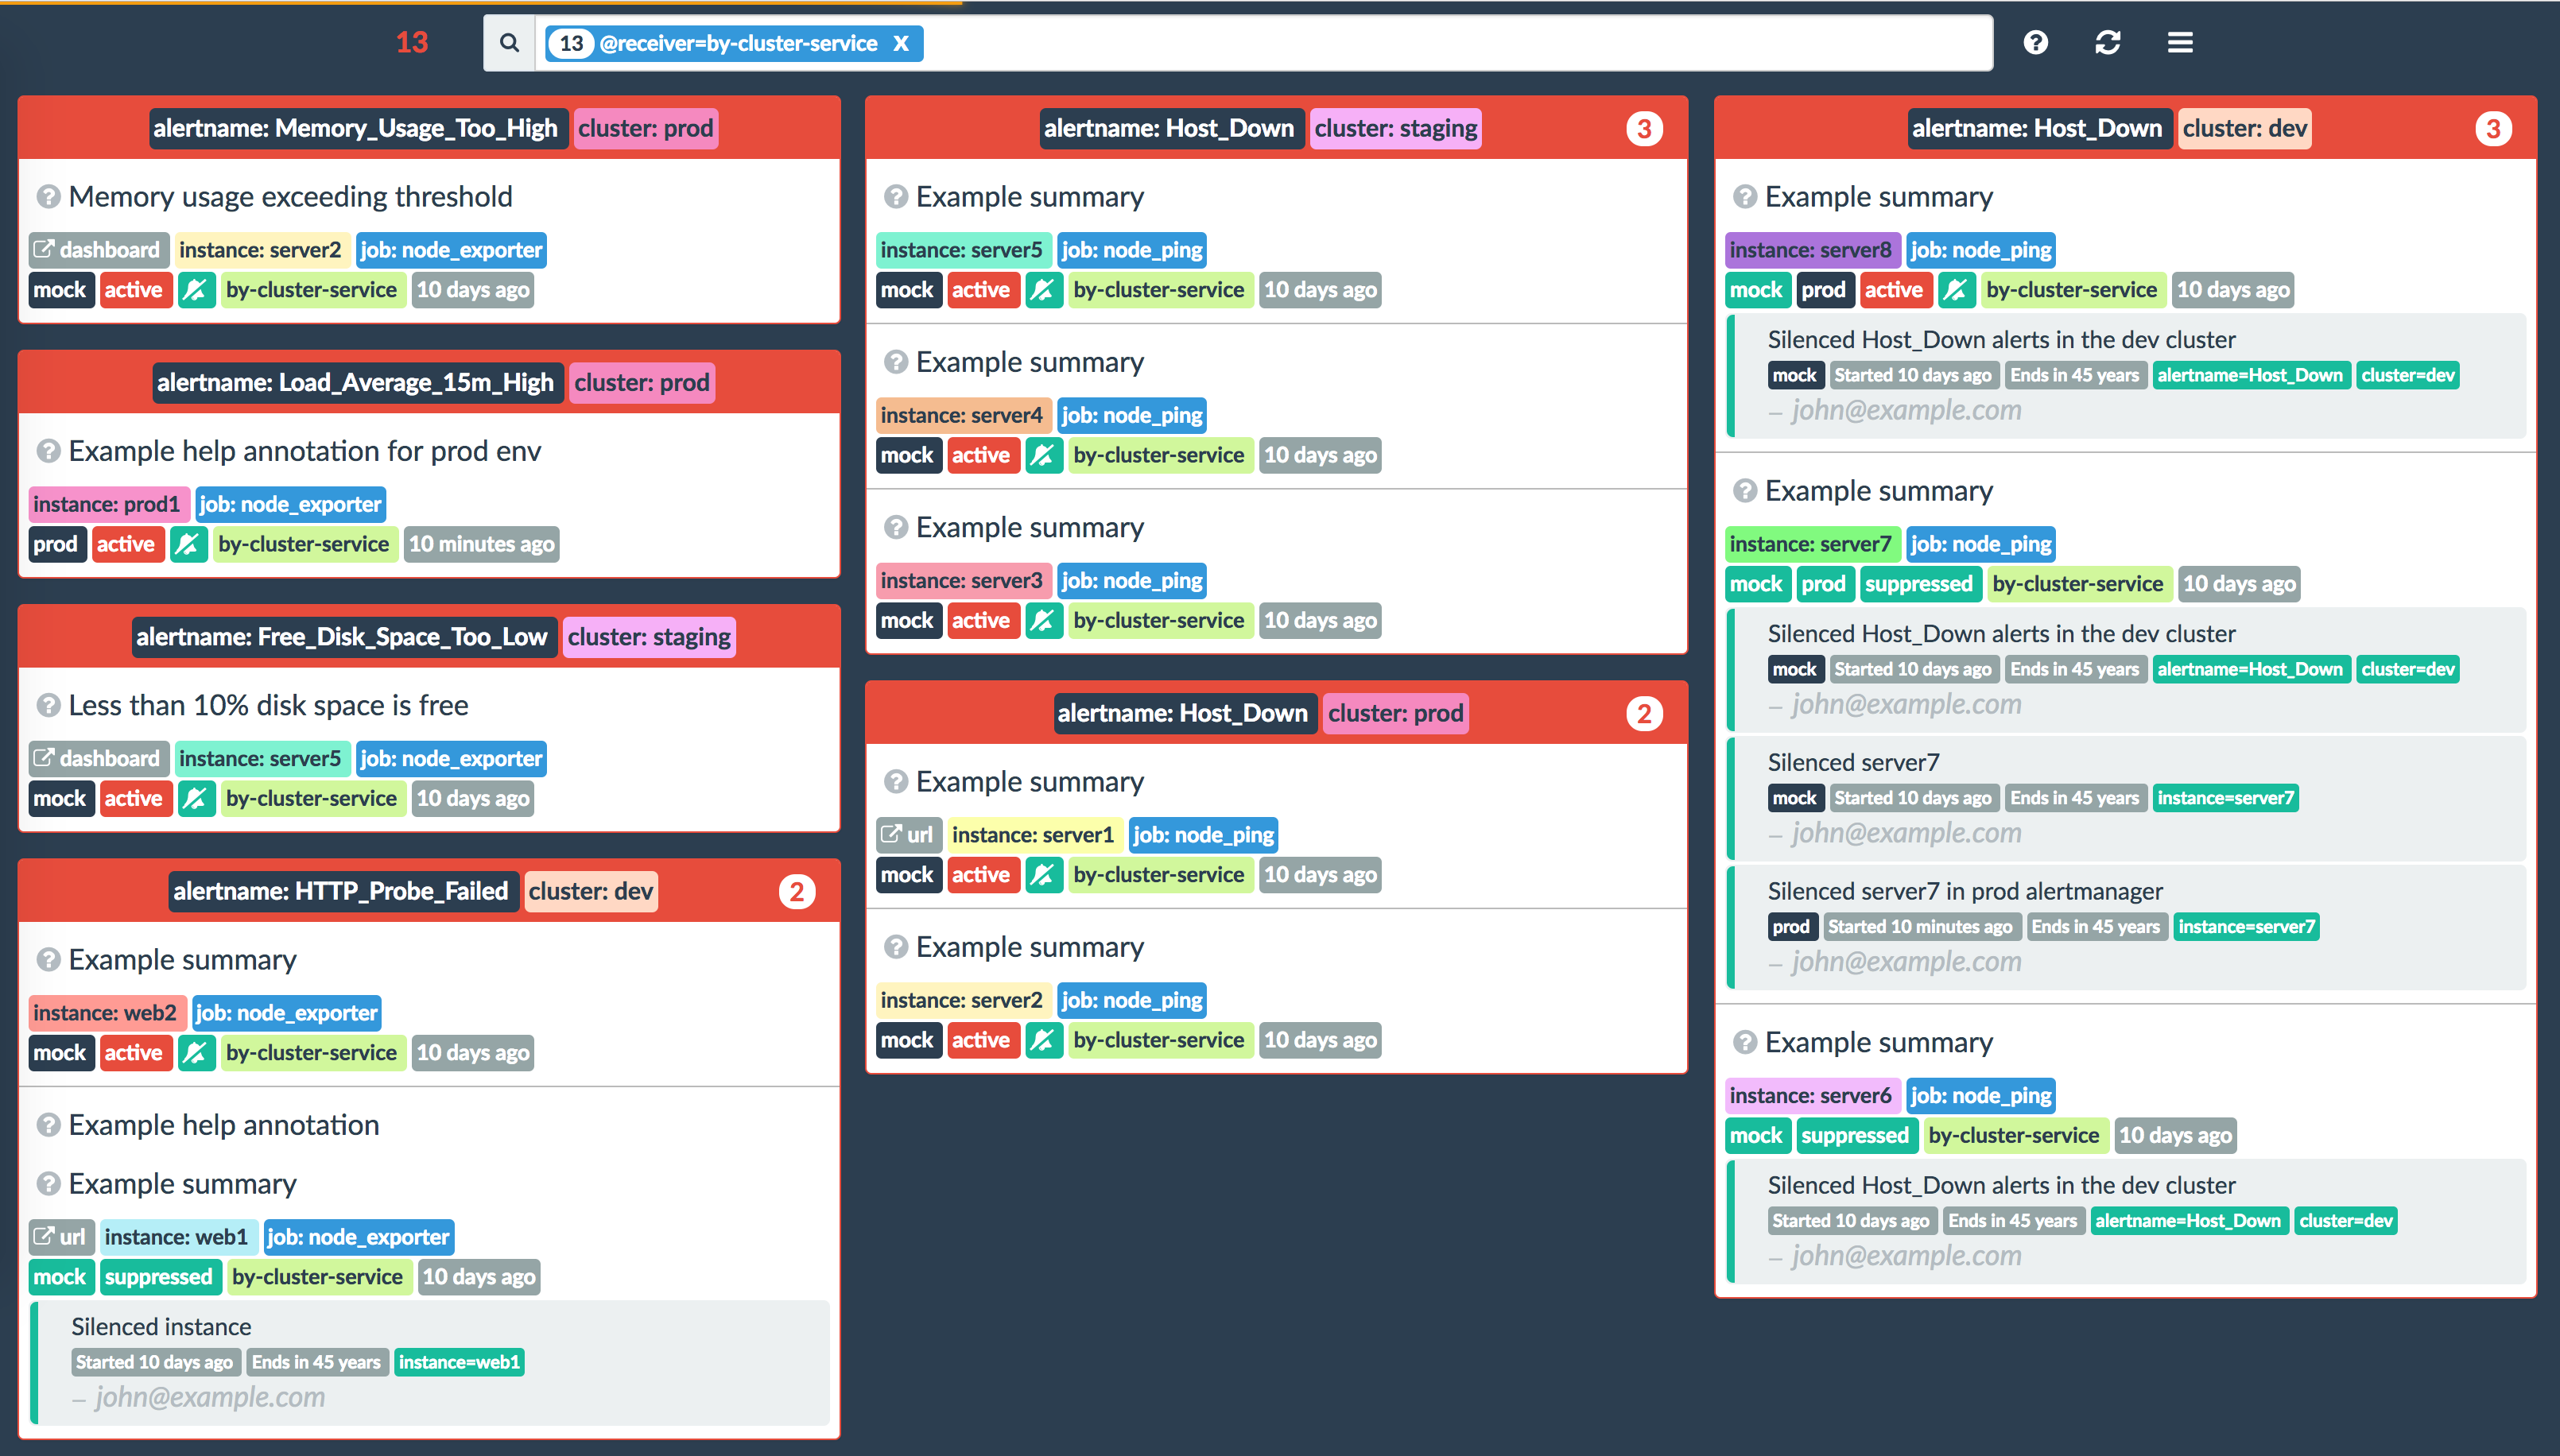 13
13 @receiver=by-cluster-service X
alertname: Memory_Usage_Too_High cluster: prod
Memory usage exceeding threshold
dashboard instance: server2 job: node_exporter
mock active by-cluster-service 10 days ago
alertname: Load_Average_15m_High cluster: prod
Example help annotation for prod env
instance: prod1 job: node_exporter
prod active by-cluster-service 10 minutes ago
alertname: Free_Disk_Space_Too_Low cluster: staging
Less than 10% disk space is free
dashboard instance: server5 job: node_exporter
mock active by-cluster-service 10 days ago
alertname: HTTP_Probe_Failed cluster: dev 2
Example summary
instance: web2 job: node_exporter
mock active by-cluster-service 10 days ago
Example help annotation
Example summary
url instance: web1 job: node_exporter
mock suppressed by-cluster-service 10 days ago
Silenced instance
Started 10 days ago Ends in 45 years instance=web1
– john@example.com
alertname: Host_Down cluster: staging 3
Example summary
instance: server5 job: node_ping
mock active by-cluster-service 10 days ago
Example summary
instance: server4 job: node_ping
mock active by-cluster-service 10 days ago
Example summary
instance: server3 job: node_ping
mock active by-cluster-service 10 days ago
alertname: Host_Down cluster: prod 2
Example summary
url instance: server1 job: node_ping
mock active by-cluster-service 10 days ago
Example summary
instance: server2 job: node_ping
mock active by-cluster-service 10 days ago
alertname: Host_Down cluster: dev 3
Example summary
instance: server8 job: node_ping
mock prod active by-cluster-service 10 days ago
Silenced Host_Down alerts in the dev cluster
mock Started 10 days ago Ends in 45 years alertname=Host_Down cluster=dev
– john@example.com
Example summary
instance: server7 job: node_ping
mock prod suppressed by-cluster-service 10 days ago
Silenced Host_Down alerts in the dev cluster
mock Started 10 days ago Ends in 45 years alertname=Host_Down cluster=dev
– john@example.com
Silenced server7
mock Started 10 days ago Ends in 45 years instance=server7
– john@example.com
Silenced server7 in prod alertmanager
prod Started 10 minutes ago Ends in 45 years instance=server7
– john@example.com
Example summary
instance: server6 job: node_ping
mock suppressed by-cluster-service 10 days ago
Silenced Host_Down alerts in the dev cluster
Started 10 days ago Ends in 45 years alertname=Host_Down cluster=dev
– john@example.com